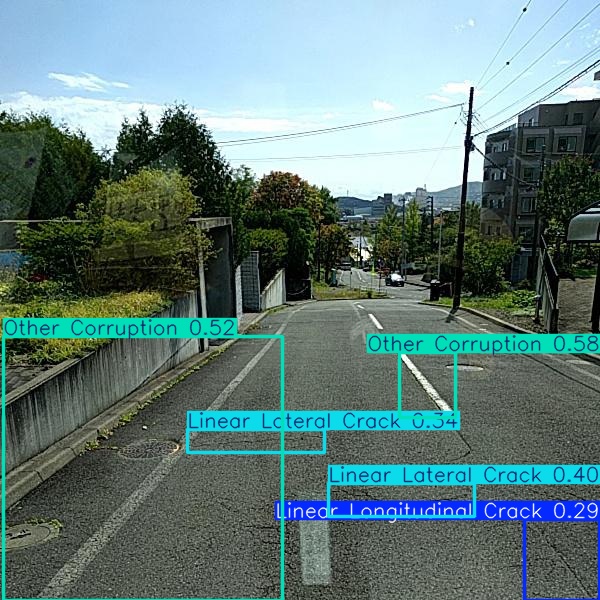 Other Corruption 0.52
Other Corruption 0.58
Linear Lateral Crack 0.34
Linear Lateral Crack 0.40
Linear Longitudinal Crack 0.29